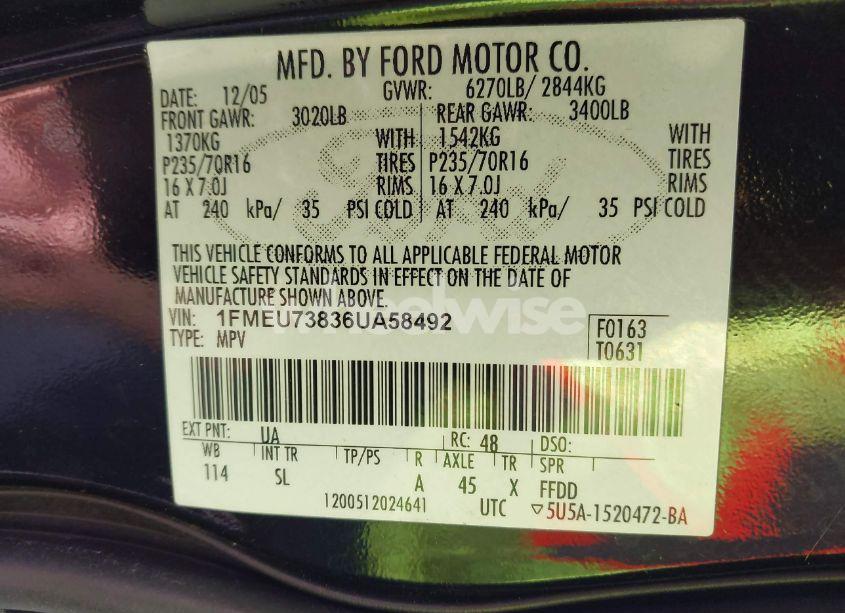 MFD. BY FORD MOTOR CO.
DATE: 12/05 GVWR: 6270LB/ 2844KG
FRONT GAWR: 3020LB REAR GAWR: 3400LB
1370KG WITH 1542KG WITH
P235/70R16 TIRES P235/70R16 TIRES
16 X 7.0J RIMS 16 X 7.0J RIMS
AT 240 kPa/ 35 PSI COLD AT 240 kPa/ 35 PSI COLD
THIS VEHICLE CONFORMS TO ALL APPLICABLE FEDERAL MOTOR
VEHICLE SAFETY STANDARDS IN EFFECT ON THE DATE OF
MANUFACTURE SHOWN ABOVE.
VIN: 1FMEU73836UA58492 F0163
TYPE: MPV T0631
EXT PNT: UA RC: 48 DSO:
WB INT TR TP/PS R AXLE TR SPR
114 SL A 45 X FFDD
1200512024641 UTC ▽5U5A-1520472-BA